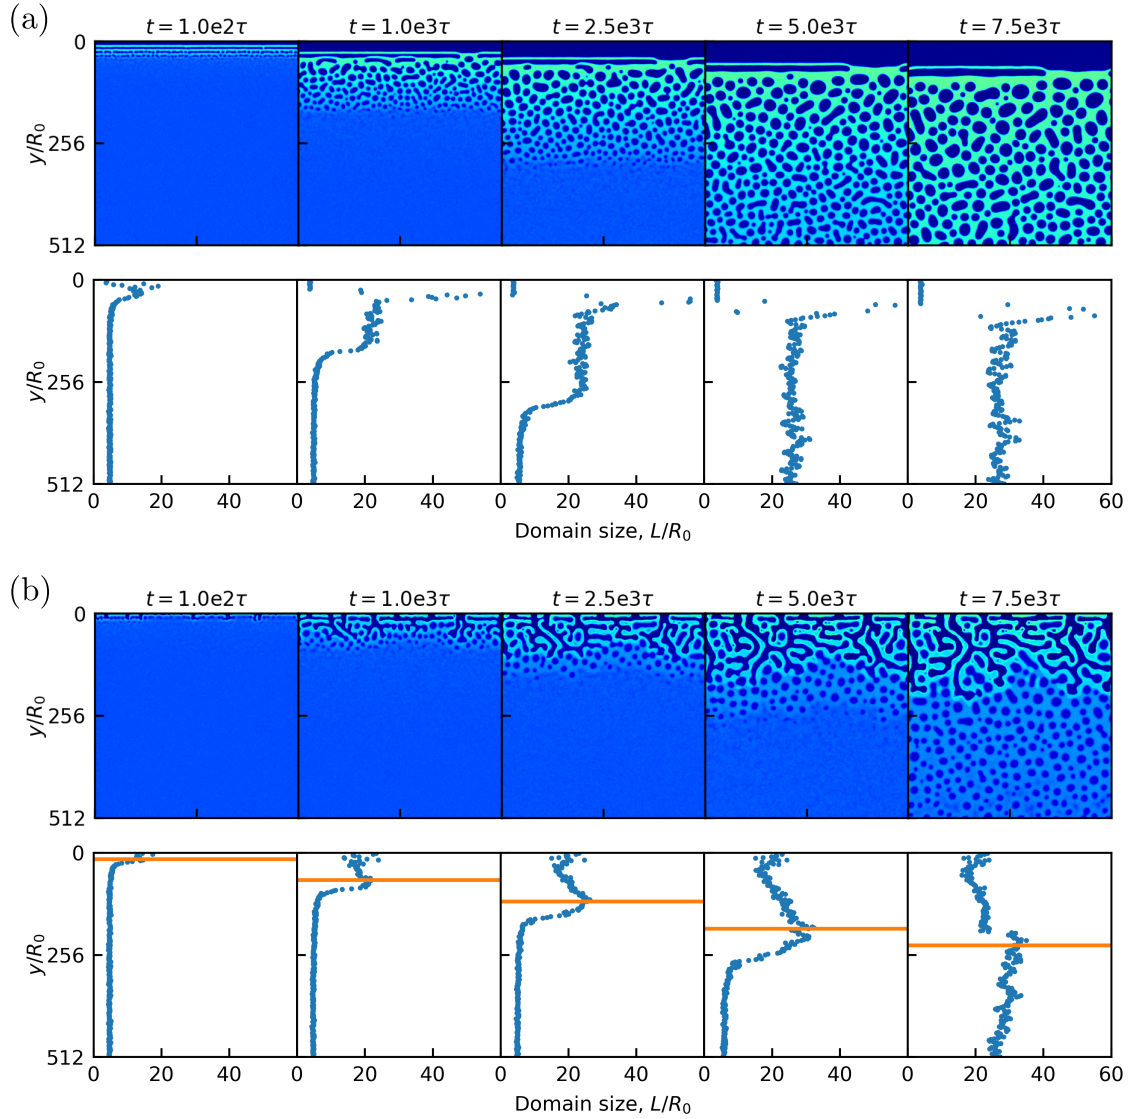 (a)
t = 1.0e2τ t = 1.0e3τ t = 2.5e3τ t = 5.0e3τ t = 7.5e3τ
0
y/R₀
256
512
0
y/R₀
256
512
0 20 40 0 20 40 0 20 40 0 20 40 0 20 40 60
Domain size, L/R₀
(b)
t = 1.0e2τ t = 1.0e3τ t = 2.5e3τ t = 5.0e3τ t = 7.5e3τ
0
y/R₀
256
512
0
y/R₀
256
512
0 20 40 0 20 40 0 20 40 0 20 40 0 20 40 60
Domain size, L/R₀